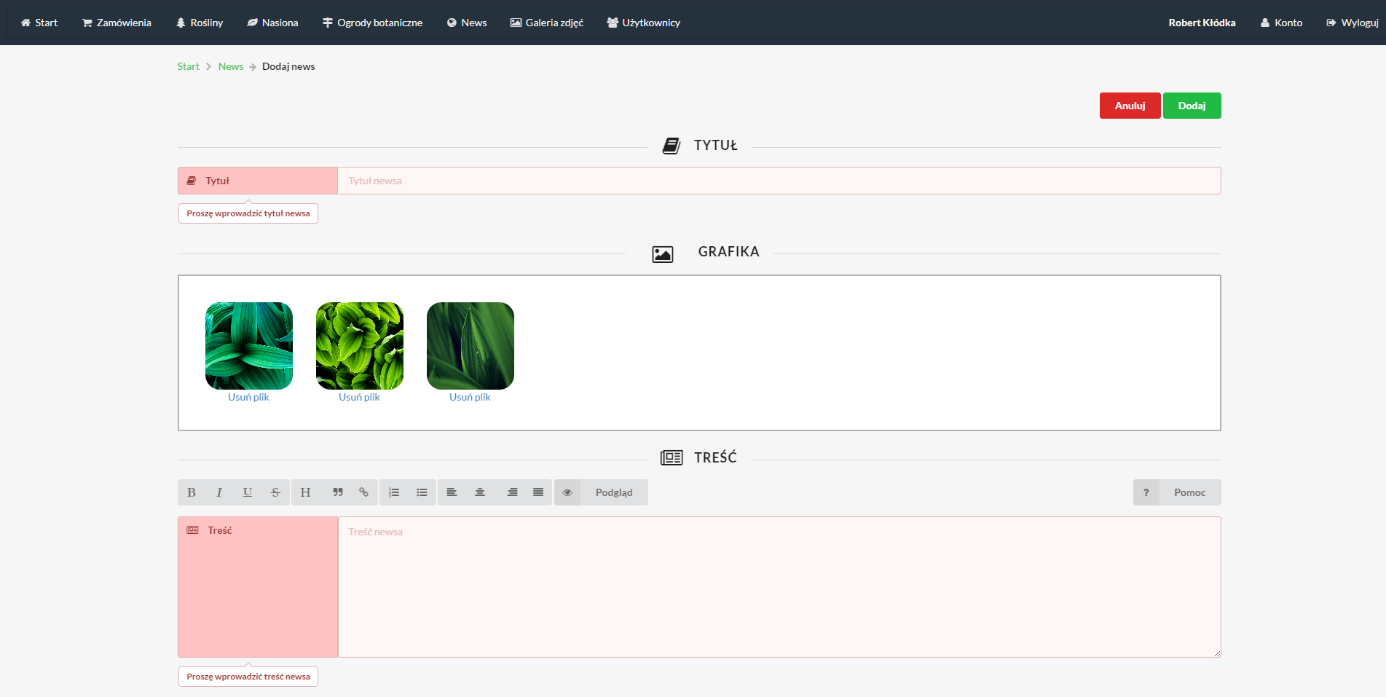 Start Zamówienia Rośliny Nasiona Ogrody botaniczne News Galeria zdjęć Użytkownicy Robert Kłódka Konto Wyloguj
Start News Dodaj news
Anuluj Dodaj
TYTUŁ
Tytuł Tytuł newsa
Proszę wprowadzić tytuł newsa
GRAFIKA
Usuń plik Usuń plik Usuń plik
TREŚĆ
B I U S H Podgląd ? Pomoc
Treść Treść newsa
Proszę wprowadzić treść newsa